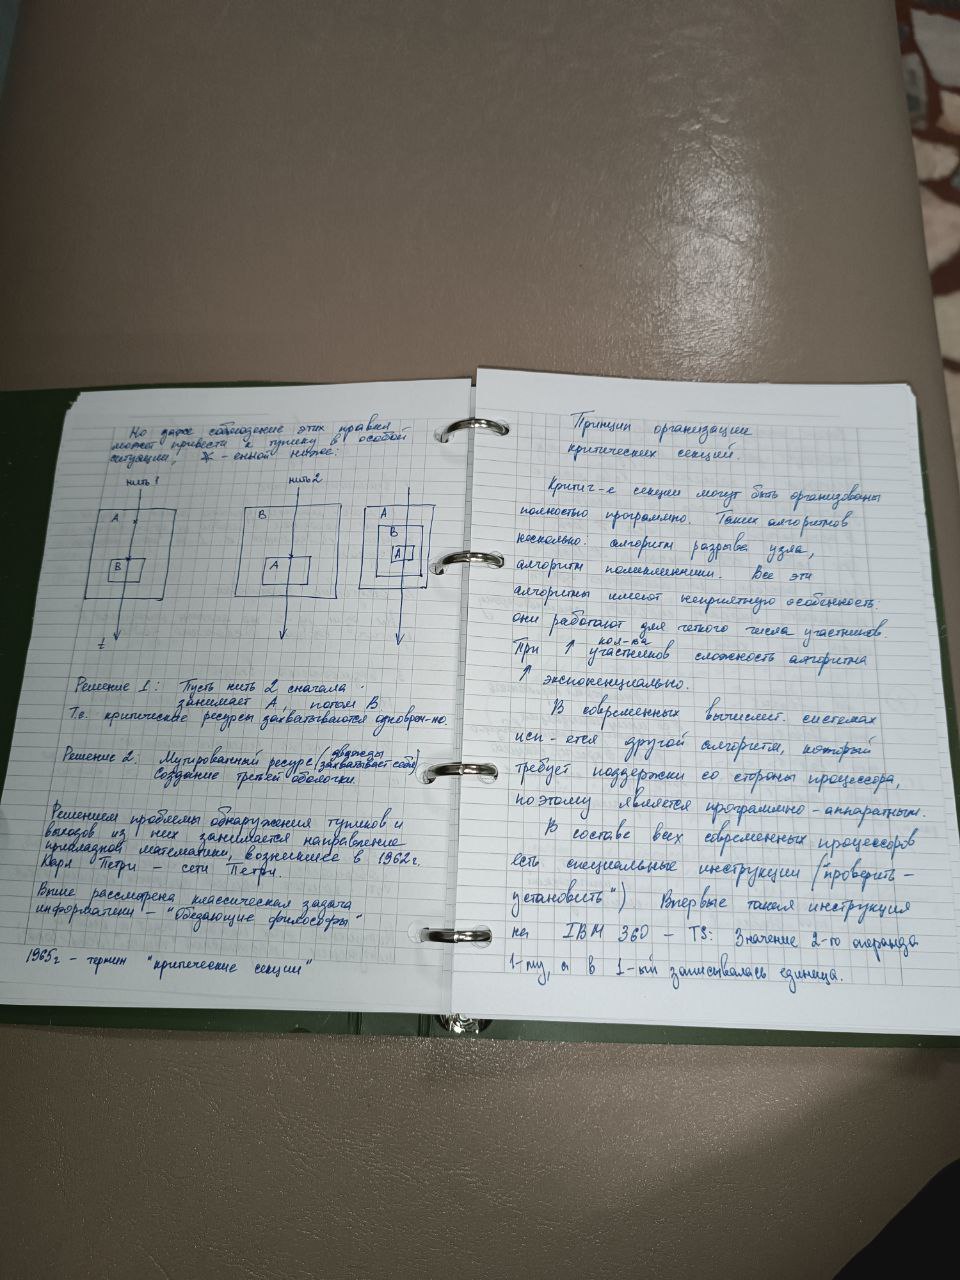 Но даже соблюдение этих правил
может привести к тупику в особой
ситуации, -енной ниже:
нить 1
нить 2
A
B
B
A
A
B
A
t
Решение 1: Пусть нить 2 сначала
занимает A, потом B
Т.е. критические ресурсы захватываются одноврем-но
Решение 2. Мутированный ресурс (дважды
захватывает себя)
Создание третьей оболочки.
Решением проблемы обнаружения тупиков и
выходов из них занимается направление
прикладной математики, возникшее в 1962г.
Карл Петри – сети Петри.
Выше рассмотрена классическая задача
информатики – "Обедающие философы"
1965г – термин "критические секции"
Принцип организации
критических секций.
Критич-е секции могут быть организованы
полностью программно. Таких алгоритмов
несколько: алгоритм разрыва узла,
алгоритм поликлиники. Все эти
алгоритмы имеют неприятную особенность:
они работают для четкого числа участников.
При ↑ кол-ва участников сложность алгоритма
↑ экспоненциально.
В современных вычислит. системах
исп-ется другой алгоритм, который
требует поддержки со стороны процессора,
поэтому является программно-аппаратным.
В составе всех современных процессоров
есть специальные инструкции ("проверить-
установить") Впервые такая инструкция
на IBM 360 – TS: Значение 2-го операнда
1-му, а в 1-ый записывалась единица.